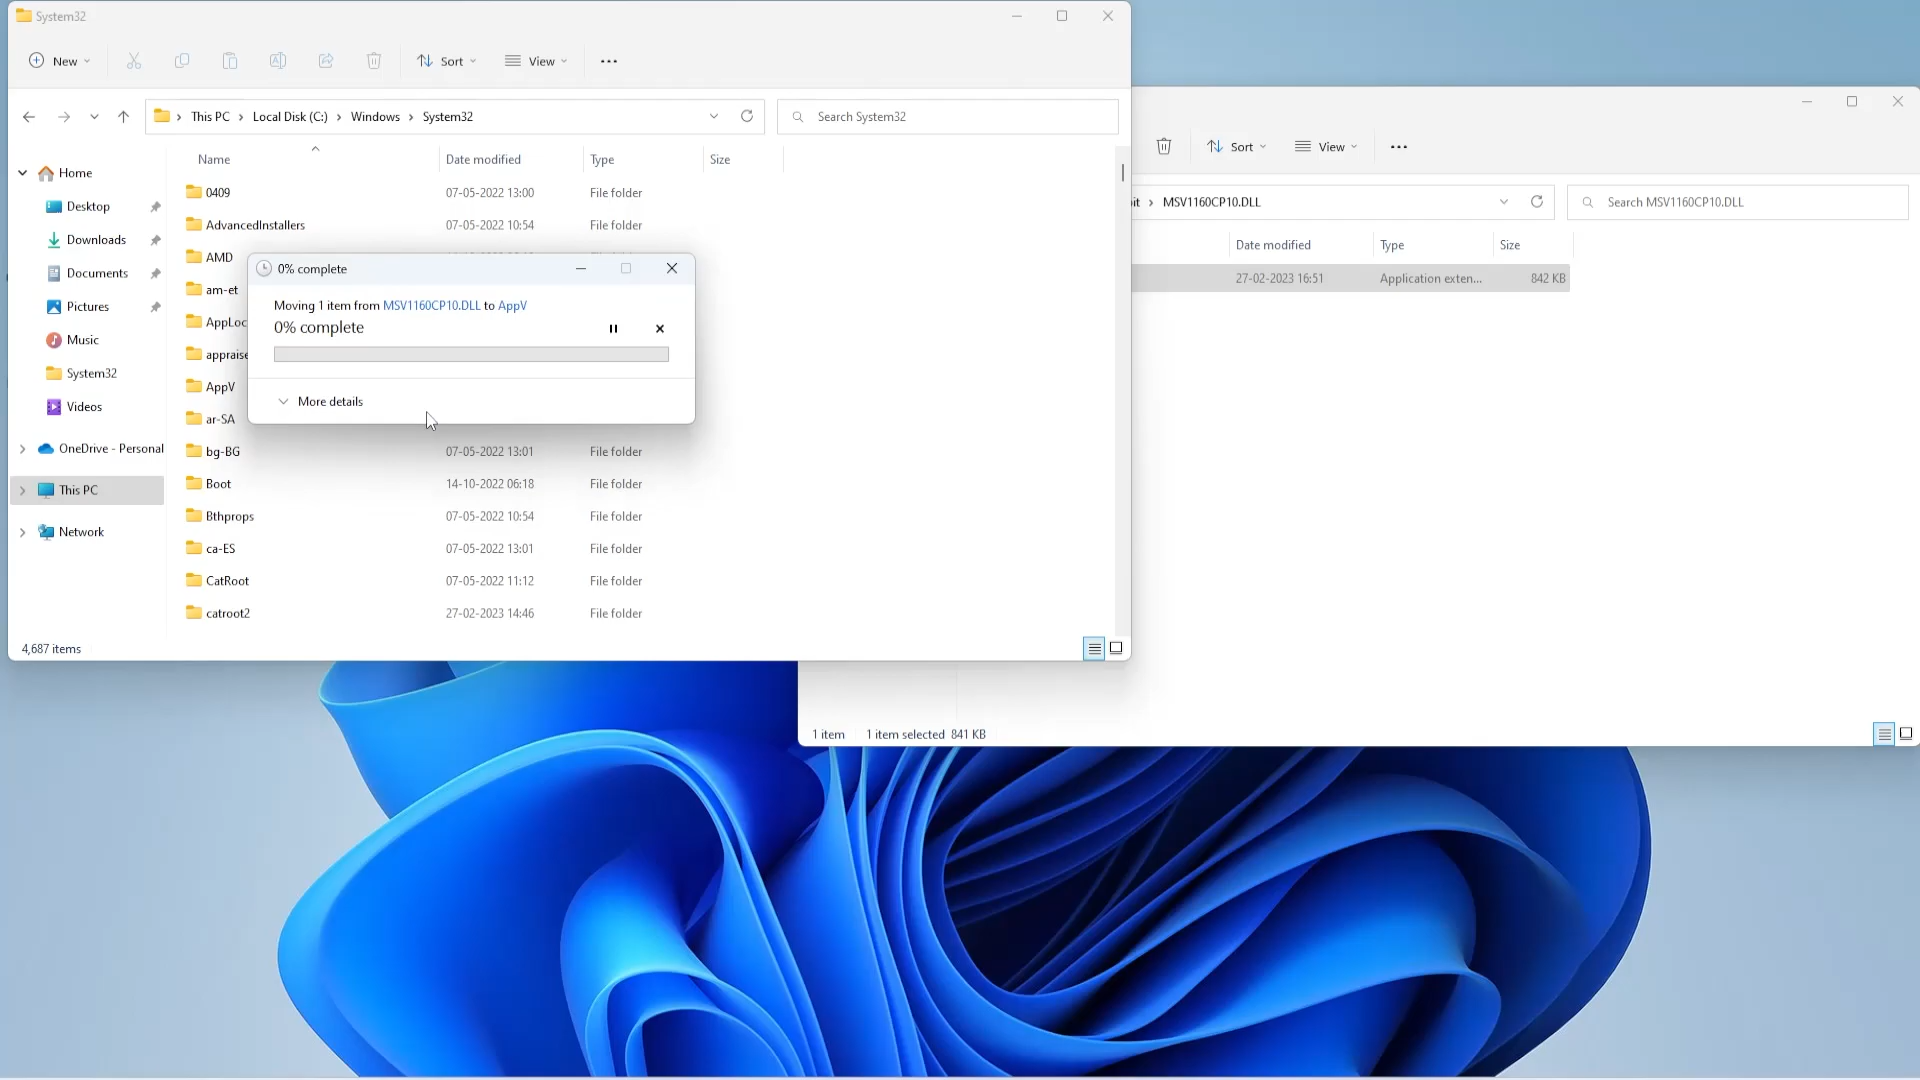 System32
New
Sort
View
This PC
Local Disk (C:)
Windows
System32
Search System32
Home
Desktop
Downloads
Documents
Pictures
Music
System32
Videos
OneDrive - Personal
This PC
Network
Name
Date modified
Type
Size
0409 07-05-2022 13:00 File folder
AdvancedInstallers 07-05-2022 10:54 File folder
AMD
am-et
AppLoc
appraise
AppV
ar-SA
bg-BG 07-05-2022 13:01 File folder
Boot 14-10-2022 06:18 File folder
Bthprops 07-05-2022 10:54 File folder
ca-ES 07-05-2022 13:01 File folder
CatRoot 07-05-2022 11:12 File folder
catroot2 27-02-2023 14:46 File folder
4,687 items
0% complete
Moving 1 item from MSV1160CP10.DLL to AppV
0% complete
More details
Sort
View
MSV1160CP10.DLL
Search MSV1160CP10.DLL
Date modified
Type
Size
27-02-2023 16:51 Application exten... 842 KB
1 item
1 item selected 841 KB